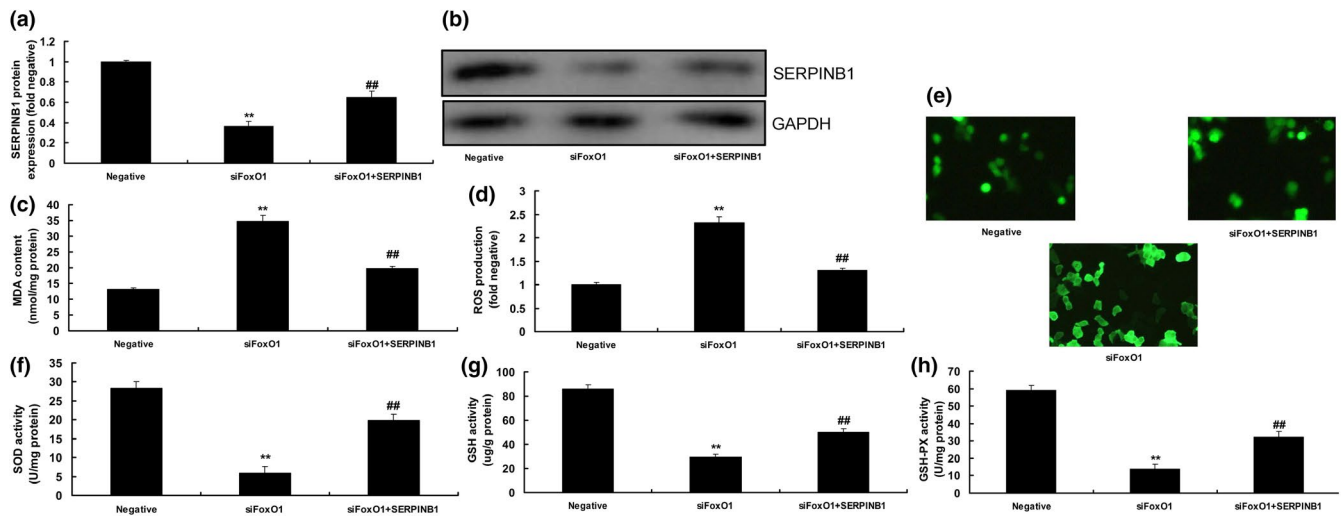 (a)
SERPINB1 protein
expression (fold negative)
1.2
1
0.8
0.6
0.4
0.2
0
**
##
Negative
siFoxO1
siFoxO1+SERPINB1
(b)
SERPINB1
GAPDH
Negative
siFoxO1
siFoxO1+SERPINB1
(c)
MDA content
(nmol/mg protein)
40
35
30
25
20
15
10
5
0
**
##
Negative
siFoxO1
siFoxO1+SERPINB1
(d)
ROS production
(fold negative)
3
2.5
2
1.5
1
0.5
0
**
##
Negative
siFoxO1
siFoxO1+SERPINB1
(e)
Negative
siFoxO1+SERPINB1
siFoxO1
(f)
SOD activity
(U/mg protein)
35
30
25
20
15
10
5
0
**
##
Negative
siFoxO1
siFoxO1+SERPINB1
(g)
GSH activity
(ug/g protein)
100
80
60
40
20
0
**
##
Negative
siFoxO1
siFoxO1+SERPINB1
(h)
GSH-PX activity
(U/mg protein)
70
60
50
40
30
20
10
0
**
##
Negative
siFoxO1
siFoxO1+SERPINB1